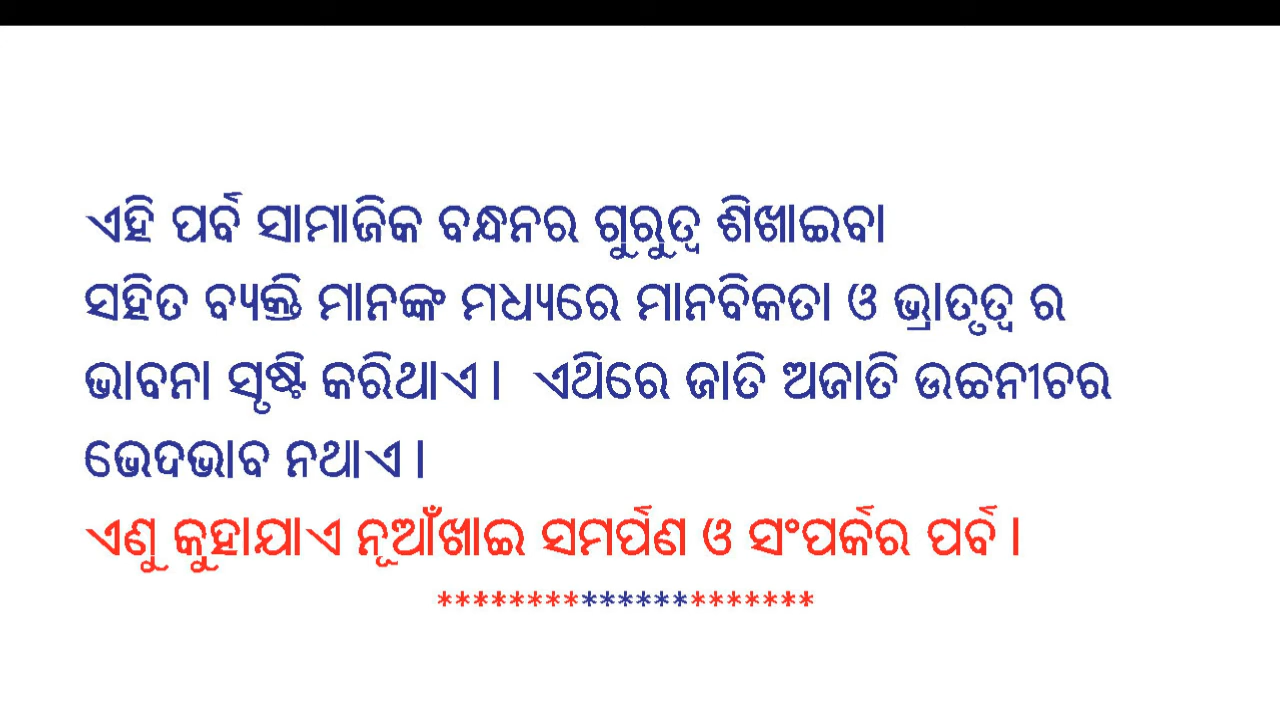 ଏହି ପର୍ବ ସାମାଜିକ ବନ୍ଧନର ଗୁରୁତ୍ୱ ଶିଖାଇବା
ସହିତ ବ୍ୟକ୍ତି ମାନଙ୍କ ମଧ୍ୟରେ ମାନବିକତା ଓ ଭ୍ରାତୃତ୍ୱ ର
ଭାବନା ସୃଷ୍ଟି କରିଥାଏ । ଏଥିରେ ଜାତି ଅଜାତି ଉଚ୍ଚନୀଚର
ଭେଦଭାବ ନଥାଏ ।
ଏଣୁ କୁହାଯାଏ ନୂଆଁଖାଇ ସମର୍ପଣ ଓ ସଂପର୍କର ପର୍ବ ।
*********************